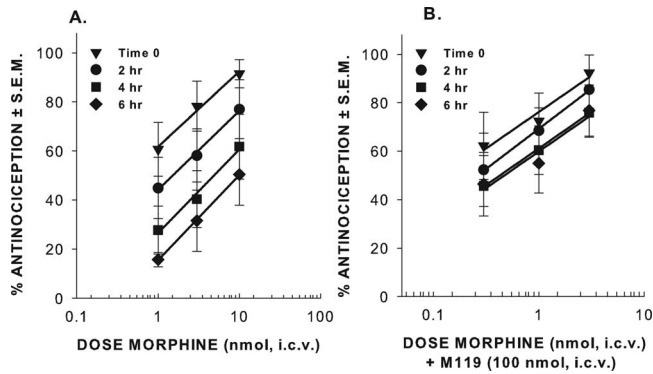 A.
% ANTINOCICEPTION ± S.E.M.
100
80
60
40
20
0
Time 0
2 hr
4 hr
6 hr
0.1 1 10 100
DOSE MORPHINE (nmol, i.c.v.)
B.
% ANTINOCICEPTION ± S.E.M.
100
80
60
40
20
0
Time 0
2 hr
4 hr
6 hr
0.1 1 10
DOSE MORPHINE (nmol, i.c.v.)
+ M119 (100 nmol, i.c.v.)